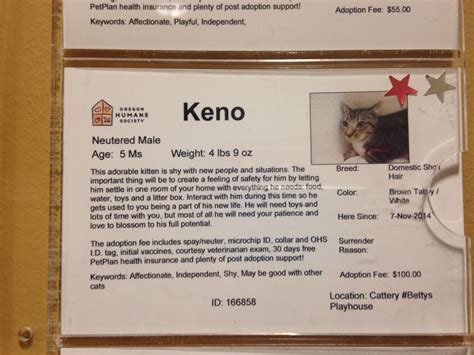 PetPlan health insurance and plenty of post adoption support!
Adoption Fee: $55.00
Keywords: Affectionate, Playful, Independent,
OREGON
HUMANE
SOCIETY
Keno
Neutered Male
Age: 5 Ms Weight: 4 lbs 9 oz
This adorable kitten is shy with new people and situations. The
important thing will be to create a feeling of safety for him by letting
him settle in one room of your home with everything he needs: food,
water, toys and a litter box. Interact with him during this time so he
gets used to you being a part of his new life. He will need toys and
lots of time with you, but most of all he will need your patience and
love to blossom to his full potential.
The adoption fee includes spay/neuter, microchip ID, collar and OHS
I.D. tag, initial vaccines, courtesy veterinarian exam, 30 days free
PetPlan health insurance and plenty of post adoption support!
Keywords: Affectionate, Independent, Shy, May be good with other
cats
ID: 166858
Breed: Domestic Short
Hair
Color: Brown Tabby /
White
Here Since: 7-Nov-2014
Surrender
Reason:
Adoption Fee: $100.00
Location: Cattery #Bettys
Playhouse